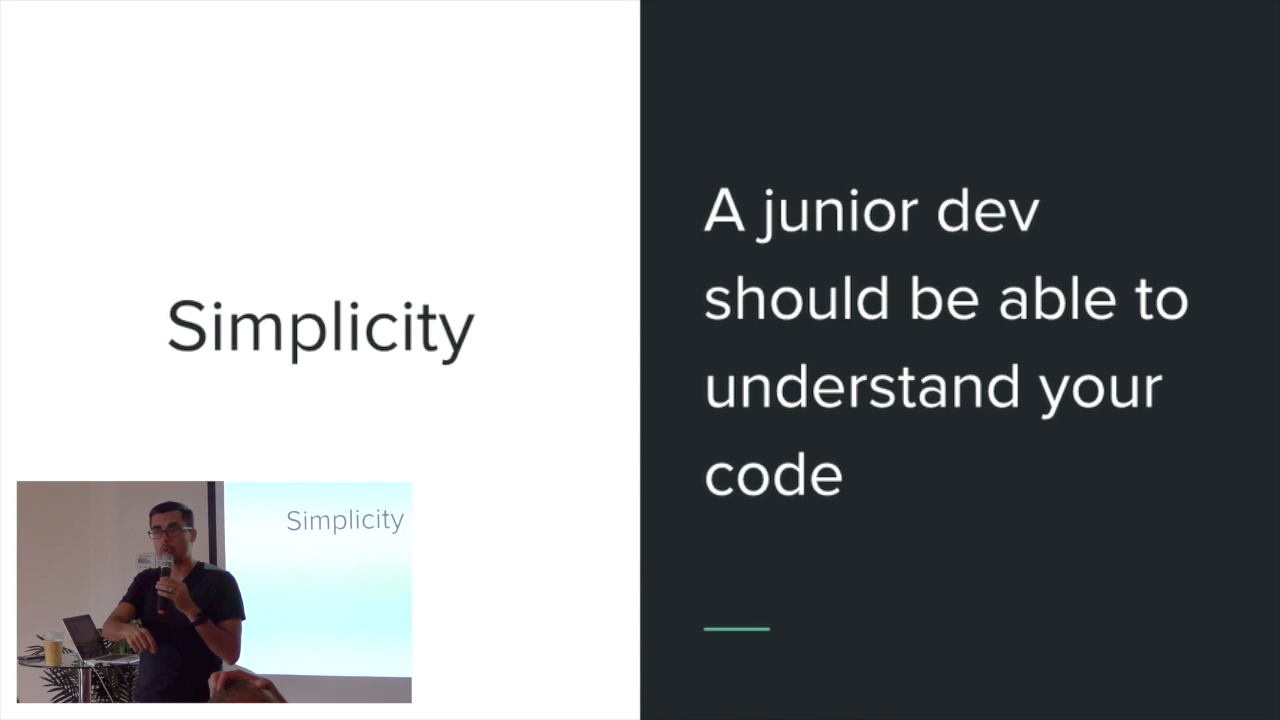 Simplicity
A junior dev
should be able to
understand your
code
Simplicity